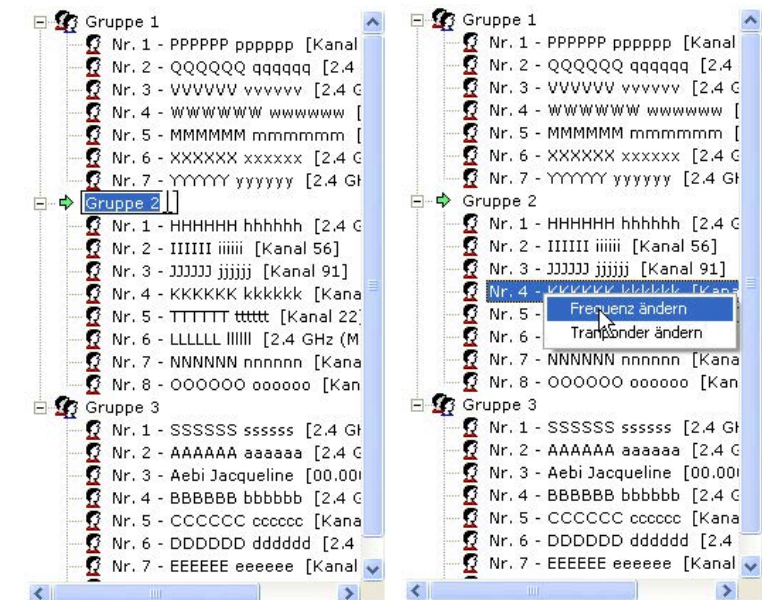 Gruppe 1
Nr. 1 - PPPPPP pppppp [Kanal
Nr. 2 - QQQQQQ qqqqqq [2.4
Nr. 3 - VVVVVV vvvvvv [2.4 G
Nr. 4 - WWWWWW wwwwww [
Nr. 5 - MMMMMM mmmmmm [
Nr. 6 - XXXXXX xxxxxx [2.4 G
Nr. 7 - YYYYYY yyyyyy [2.4 GH
Gruppe 2
Nr. 1 - HHHHHH hhhhhh [2.4 G
Nr. 2 - IIIIII iiiiii [Kanal 56]
Nr. 3 - JJJJJJ jjjjjj [Kanal 91]
Nr. 4 - KKKKKK kkkkkk [Kana
Nr. 5 - TTTTTT tttttt [Kanal 22]
Nr. 6 - LLLLLL llllll [2.4 GHz (M
Nr. 7 - NNNNNN nnnnnn [Kana
Nr. 8 - OOOOOO oooooo [Kan
Gruppe 3
Nr. 1 - SSSSSS ssssss [2.4 GH
Nr. 2 - AAAAAA aaaaaa [2.4 G
Nr. 3 - Aebi Jacqueline [00.00
Nr. 4 - BBBBBB bbbbbb [2.4 G
Nr. 5 - CCCCCC cccccc [Kana
Nr. 6 - DDDDDD dddddd [2.4
Nr. 7 - EEEEEE eeeeee [Kanal
Gruppe 1
Nr. 1 - PPPPPP pppppp [Kanal
Nr. 2 - QQQQQQ qqqqqq [2.4
Nr. 3 - VVVVVV vvvvvv [2.4 G
Nr. 4 - WWWWWW wwwwww [
Nr. 5 - MMMMMM mmmmmm [
Nr. 6 - XXXXXX xxxxxx [2.4 G
Nr. 7 - YYYYYY yyyyyy [2.4 GH
Gruppe 2
Nr. 1 - HHHHHH hhhhhh [2.4 G
Nr. 2 - IIIIII iiiiii [Kanal 56]
Nr. 3 - JJJJJJ jjjjjj [Kanal 91]
Nr. 4 - KKKKKK kkkkkk [Kana
Frequenz ändern
Nr. 5 -
Tranponder ändern
Nr. 6 -
Nr. 7 - NNNNNN nnnnnn [Kana
Nr. 8 - OOOOOO oooooo [Kan
Gruppe 3
Nr. 1 - SSSSSS ssssss [2.4 GH
Nr. 2 - AAAAAA aaaaaa [2.4 G
Nr. 3 - Aebi Jacqueline [00.00
Nr. 4 - BBBBBB bbbbbb [2.4 G
Nr. 5 - CCCCCC cccccc [Kana
Nr. 6 - DDDDDD dddddd [2.4
Nr. 7 - EEEEEE eeeeee [Kanal